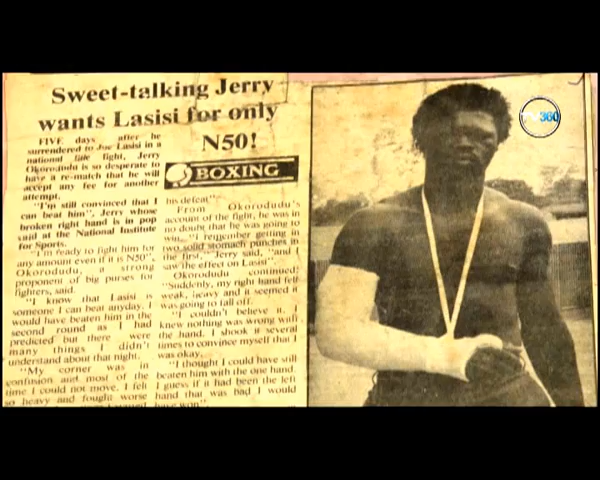 Sweet-talking Jerry
wants Lasisi for only
N50!
BOXING
FIVE days after he
surrendered to Joe Lasisi in a
national title fight, Jerry
Okorodudu is so desperate to
have a re-match that he will
accept any fee for another
attempt.
"I'm still convinced that I
can beat him", Jerry whose
broken right hand is in pop
said at the National Institute
for Sports.
"I'm ready to fight him for
any amount even if it is N50",
Okorodudu, a strong
proponent of big purses for
fighters, said.
"I know that Lasisi is
someone I can beat anyday. I
would have beaten him in the
second round as I had
predicted but there were
many things I didn't
understand about that night.
"My corner was in
confusion and most of the
time I could not move. I felt
so heavy and fought worse
his defeat"
From Okorodudu's
account of the fight, he was in
no doubt that he was going to
win. "I remember getting in
two solid stomach punches in
the first," Jerry said, "and I
saw the effect on Lasisi".
Okorodudu continued:
"Suddenly, my right hand felt
weak, heavy and it seemed it
was going to fall off.
"I couldn't believe it. I
knew nothing was wrong with
the hand. I shook it several
times to convince myself that I
was okay.
"I thought I could have still
beaten him with the one hand.
I guess if it had been the left
hand that was bad I would
have won"
360